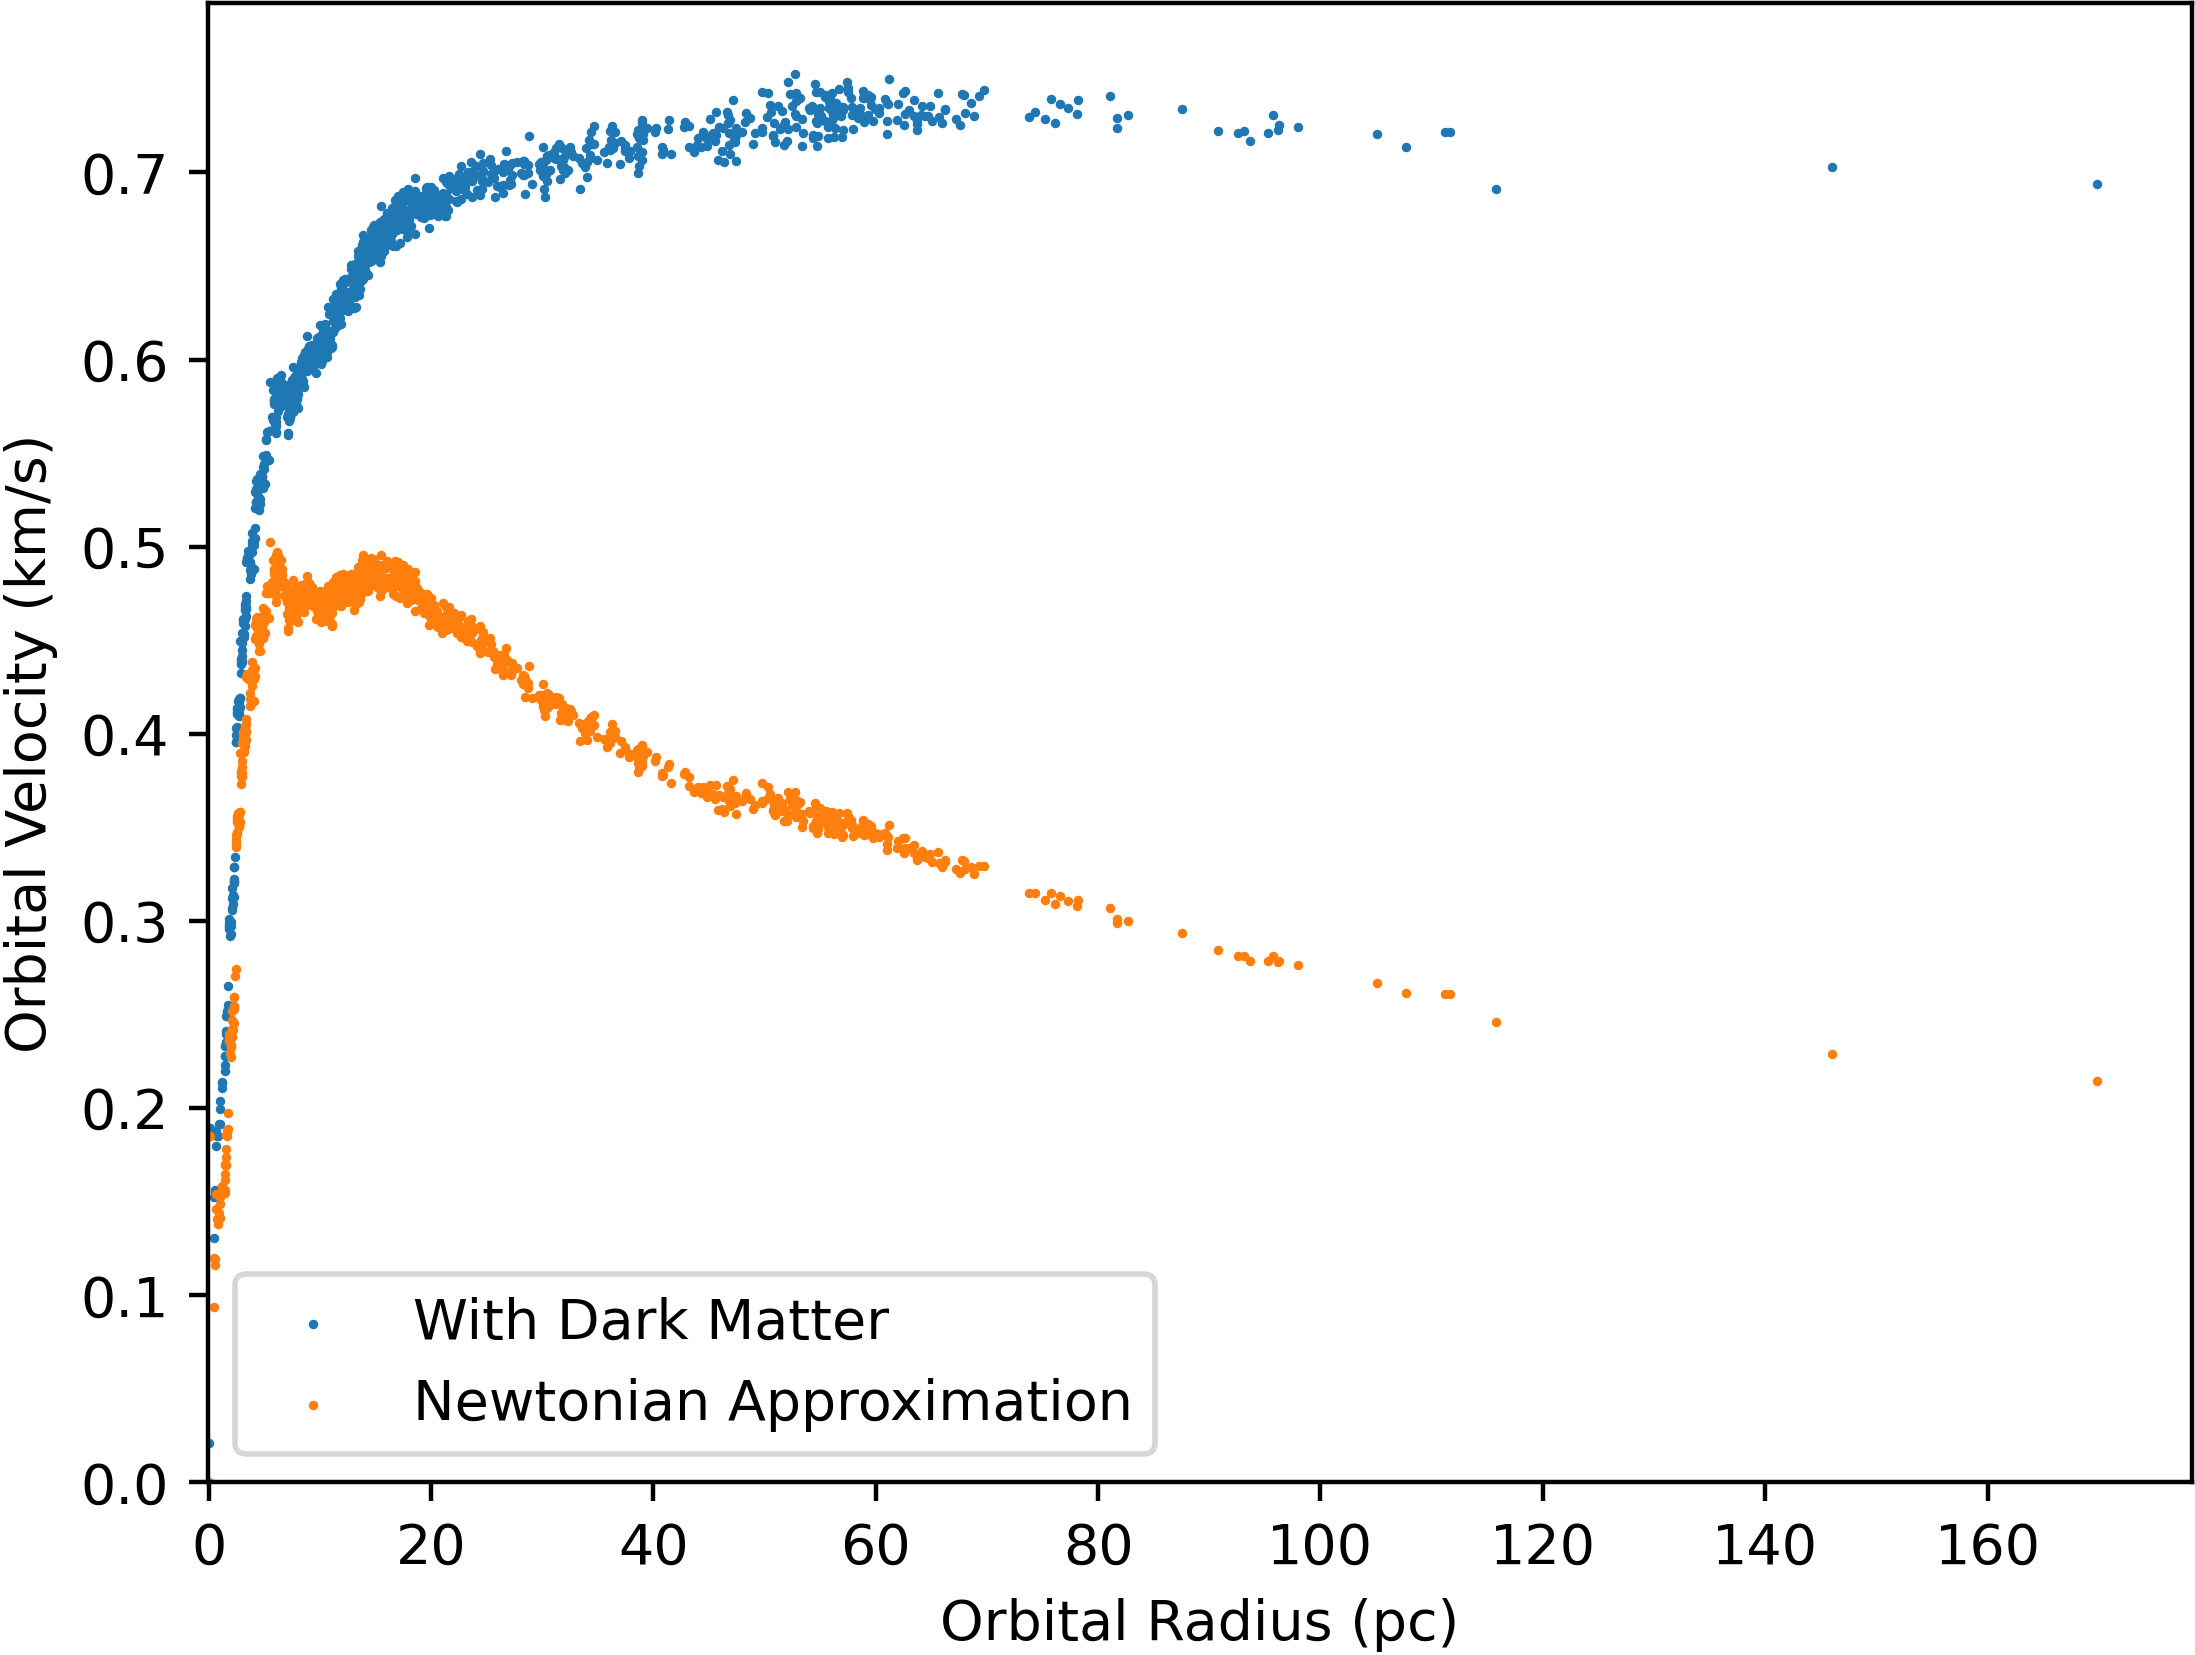 Orbital Velocity (km/s)
0.7
0.6
0.5
0.4
0.3
0.2
0.1
0.0
With Dark Matter
Newtonian Approximation
0 20 40 60 80 100 120 140 160
Orbital Radius (pc)